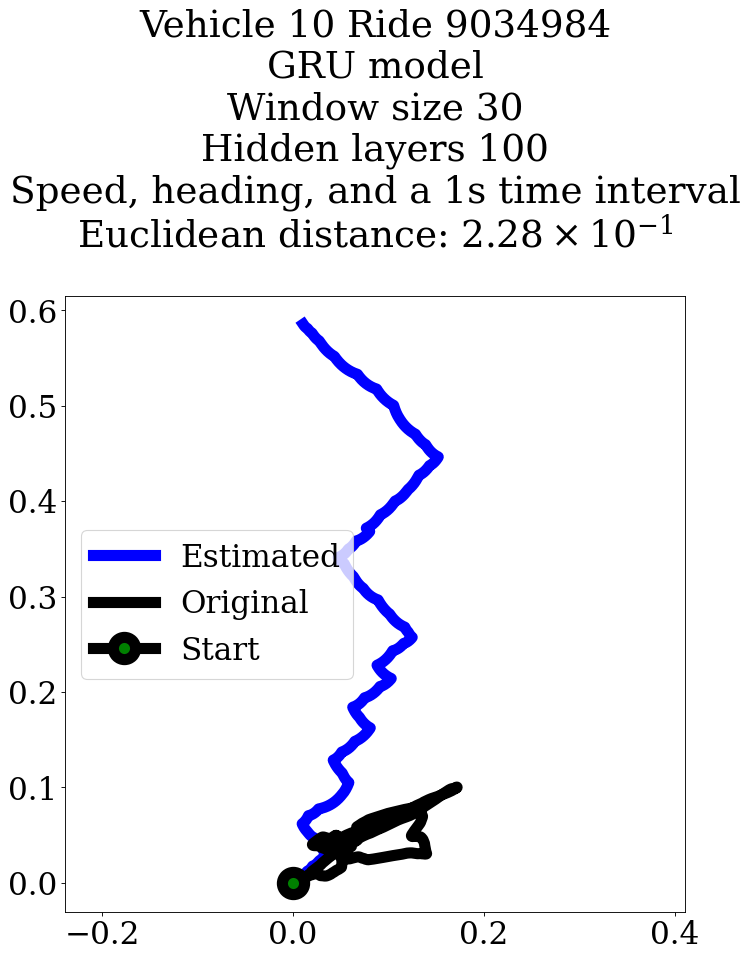 Vehicle 10 Ride 9034984
GRU model
Window size 30
Hidden layers 100
Speed, heading, and a 1s time interval
Euclidean distance: 2.28 × 10⁻¹
0.6
0.5
0.4
0.3
0.2
0.1
0.0
Estimated
Original
Start
−0.2 0.0 0.2 0.4